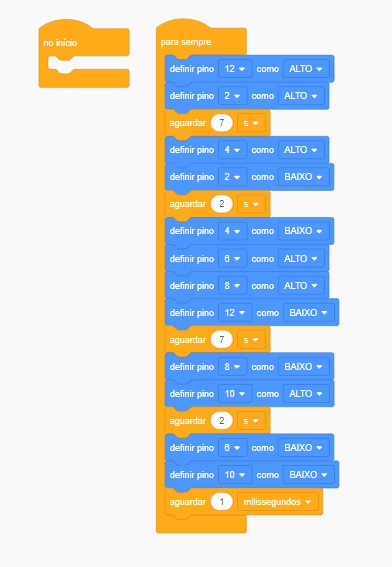 no início
para sempre
definir pino 12 como ALTO
definir pino 2 como ALTO
aguardar 7 s
definir pino 4 como ALTO
definir pino 2 como BAIXO
aguardar 2 s
definir pino 4 como BAIXO
definir pino 6 como ALTO
definir pino 8 como ALTO
definir pino 12 como BAIXO
aguardar 7 s
definir pino 8 como BAIXO
definir pino 10 como ALTO
aguardar 2 s
definir pino 6 como BAIXO
definir pino 10 como BAIXO
aguardar 1 milissegundos